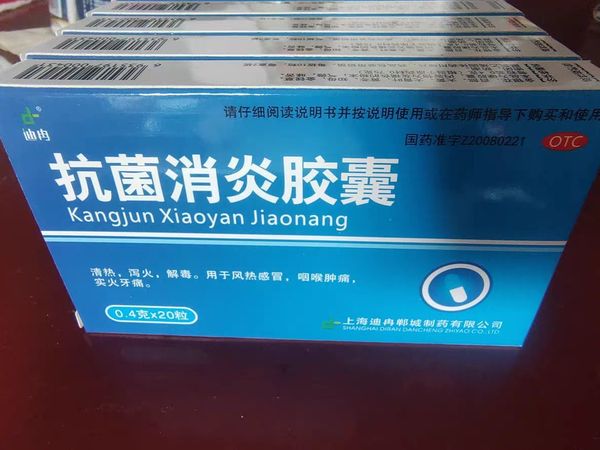 迪冉
请仔细阅读说明书并按说明使用或在药师指导下购买和使用
国药准字Z20080221
OTC
抗菌消炎胶囊
Kangjun Xiaoyan Jiaonang
清热，泻火，解毒。用于风热感冒，咽喉肿痛，
实火牙痛。
0.4克x20粒
上海迪冉郸城制药有限公司
SHANGHAI DIRAN DANCHENG ZHIYAO CO.,LTD